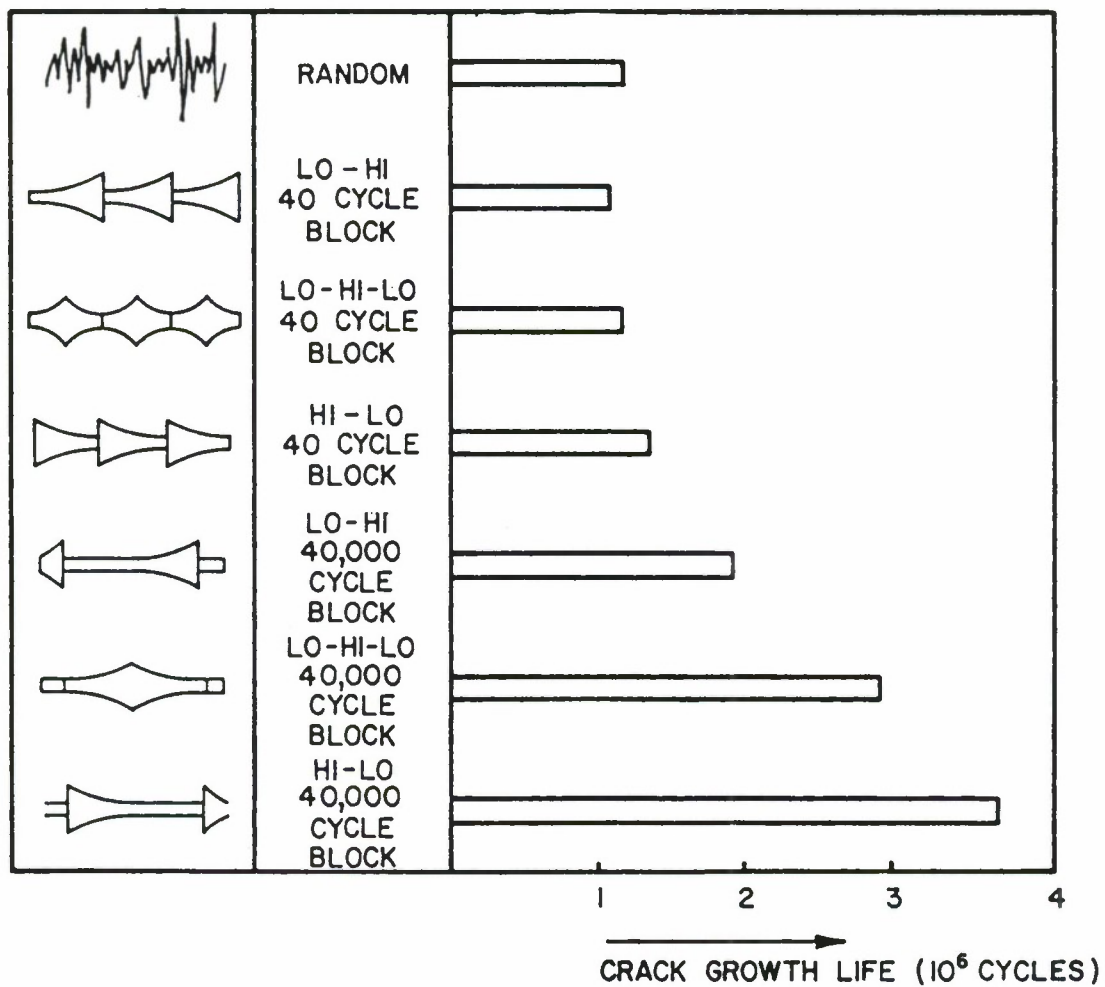 RANDOM
LO-HI
40 CYCLE
BLOCK
LO-HI-LO
40 CYCLE
BLOCK
HI-LO
40 CYCLE
BLOCK
LO-HI
40,000
CYCLE
BLOCK
LO-HI-LO
40,000
CYCLE
BLOCK
HI-LO
40,000
CYCLE
BLOCK
1 2 3 4
CRACK GROWTH LIFE (10⁶ CYCLES)